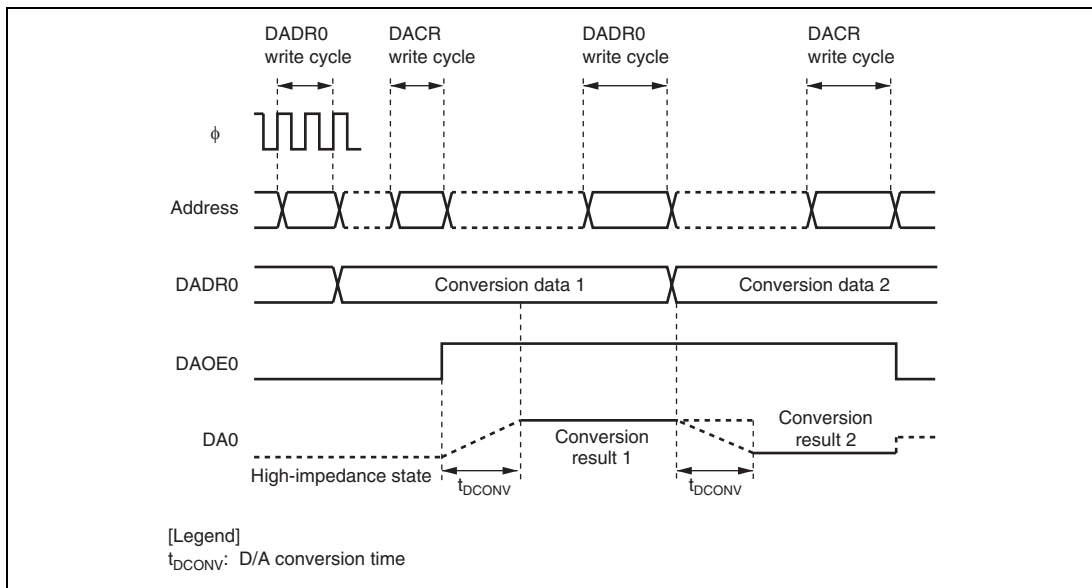 DADR0 DACR DADR0 DACR
write cycle write cycle write cycle write cycle
ϕ
Address
DADR0 Conversion data 1 Conversion data 2
DAOE0
DA0
Conversion
result 1
Conversion
result 2
High-impedance state
tDCONV tDCONV
[Legend]
tDCONV: D/A conversion time